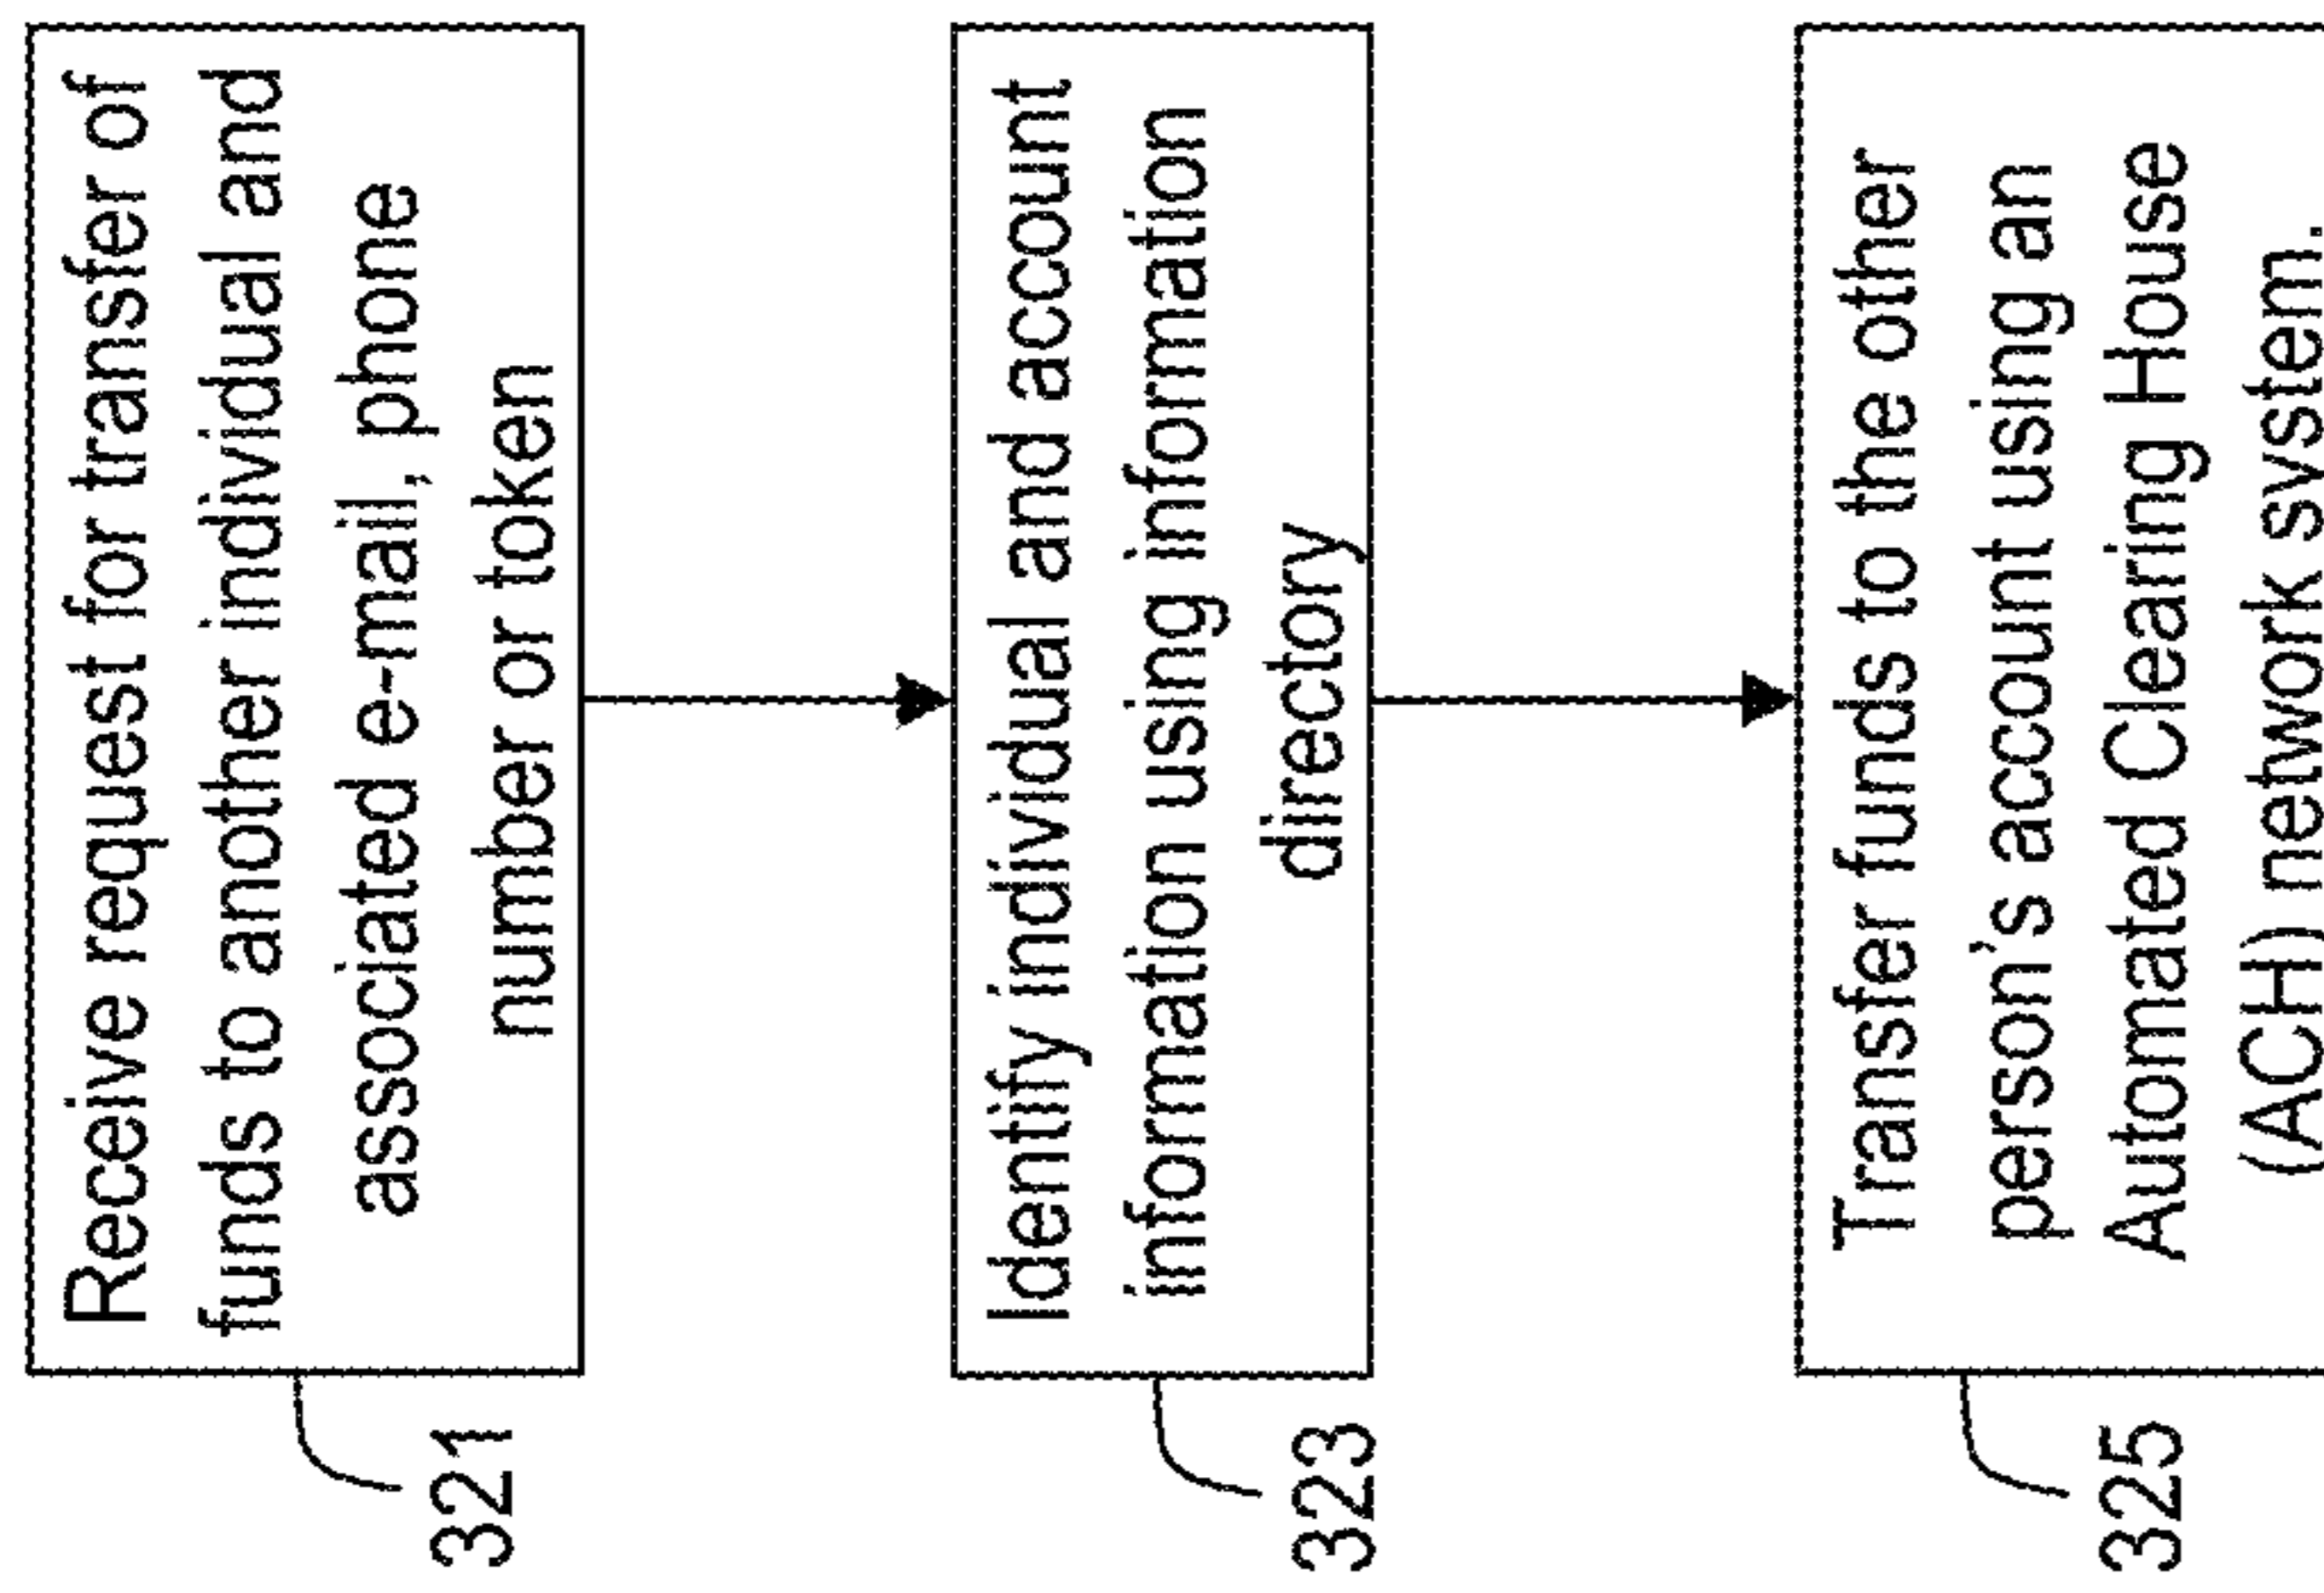 Receive request for transfer of
funds to another individual and
associated e-mail, phone
number or token
321
Identify individual and account
information using information
directory
323
Transfer funds to the other
person's account using an
Automated Clearing House
(ACH) network system.
325